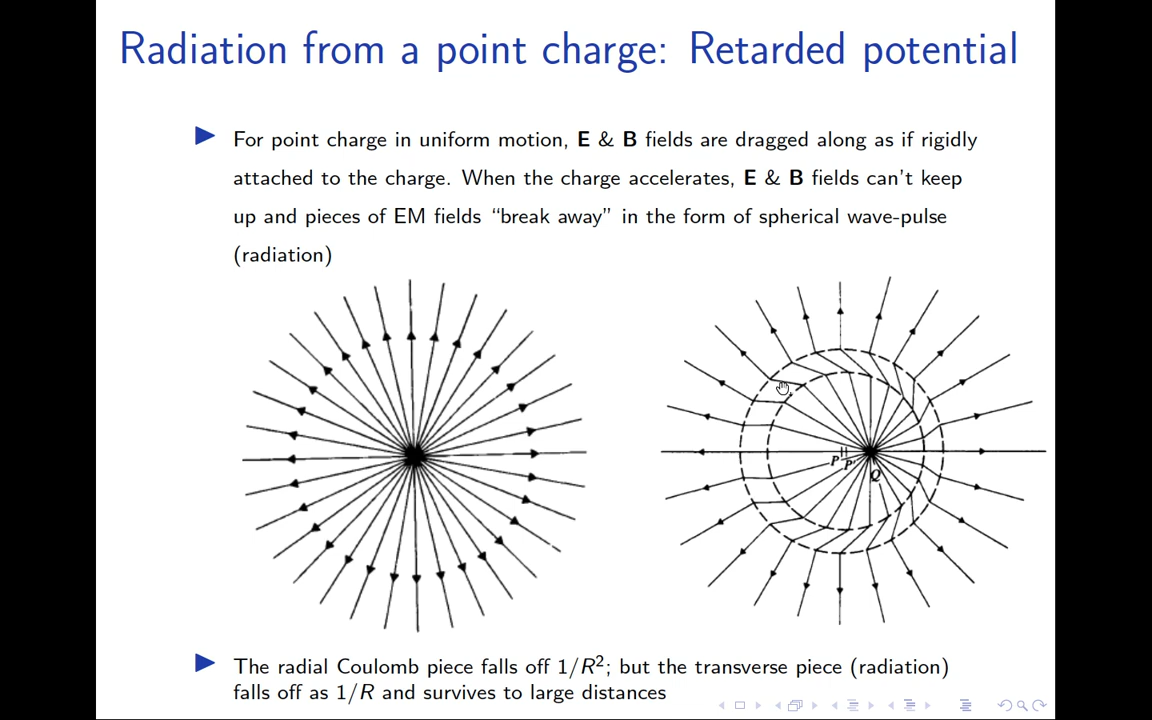 Radiation from a point charge: Retarded potential
For point charge in uniform motion, E & B fields are dragged along as if rigidly
attached to the charge. When the charge accelerates, E & B fields can't keep
up and pieces of EM fields “break away” in the form of spherical wave-pulse
(radiation)
P P' Q
The radial Coulomb piece falls off 1/R²; but the transverse piece (radiation)
falls off as 1/R and survives to large distances